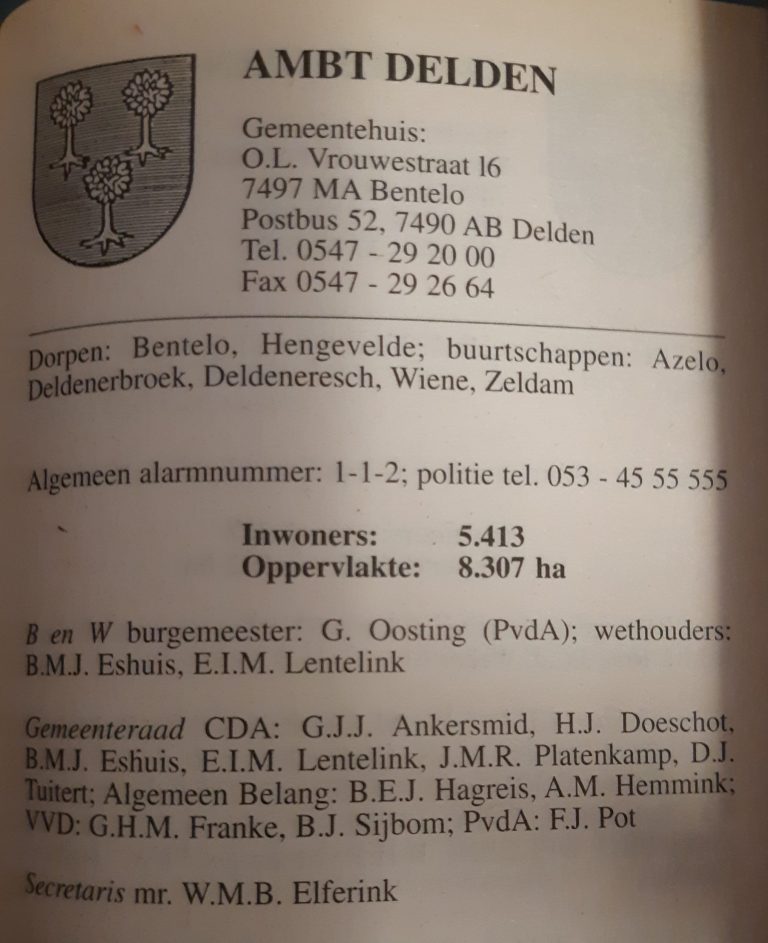 AMBT DELDEN
Gemeentehuis:
O.L. Vrouwestraat 16
7497 MA Bentelo
Postbus 52, 7490 AB Delden
Tel. 0547 - 29 20 00
Fax 0547 - 29 26 64
Dorpen: Bentelo, Hengevelde; buurtschappen: Azelo,
Deldenerbroek, Deldeneresch, Wiene, Zeldam
Algemeen alarmnummer: 1-1-2; politie tel. 053 - 45 55 555
Inwoners: 5.413
Oppervlakte: 8.307 ha
B en W burgemeester: G. Oosting (PvdA); wethouders:
B.M.J. Eshuis, E.I.M. Lentelink
Gemeenteraad CDA: G.J.J. Ankersmid, H.J. Doeschot,
B.M.J. Eshuis, E.I.M. Lentelink, J.M.R. Platenkamp, D.J.
Tuitert; Algemeen Belang: B.E.J. Hagreis, A.M. Hemmink;
VVD: G.H.M. Franke, B.J. Sijbom; PvdA: F.J. Pot
Secretaris mr. W.M.B. Elferink